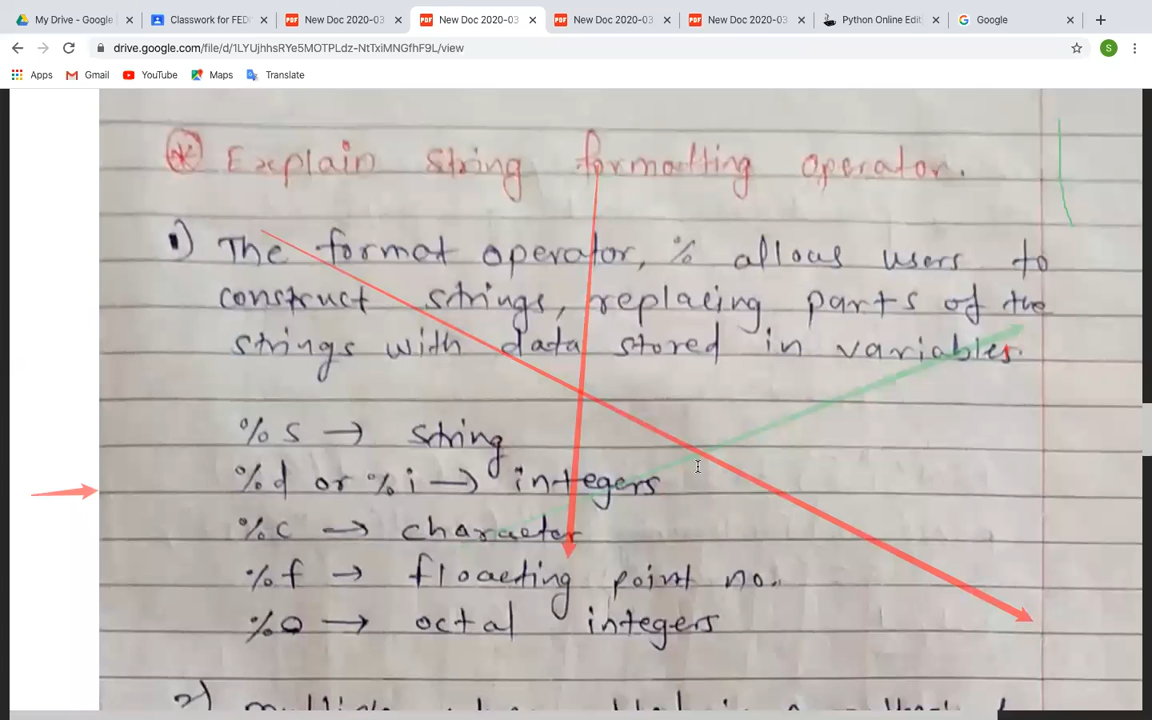 My Drive - Google
Classwork for FED
New Doc 2020-03
New Doc 2020-03
New Doc 2020-03
New Doc 2020-03
Python Online Edit
Google
drive.google.com/file/d/1LYUjhhsRYe5MOTPLdz-NtTxiMNGfhF9L/view
S
Apps
Gmail
YouTube
Maps
Translate
* Explain string formatting operator.
1) The format operator, % allows users to
construct strings, replacing parts of the
strings with data stored in variables.
%s → string
%d or %i → integers
%c → character
%f → floating point no.
%o → octal integers
2)